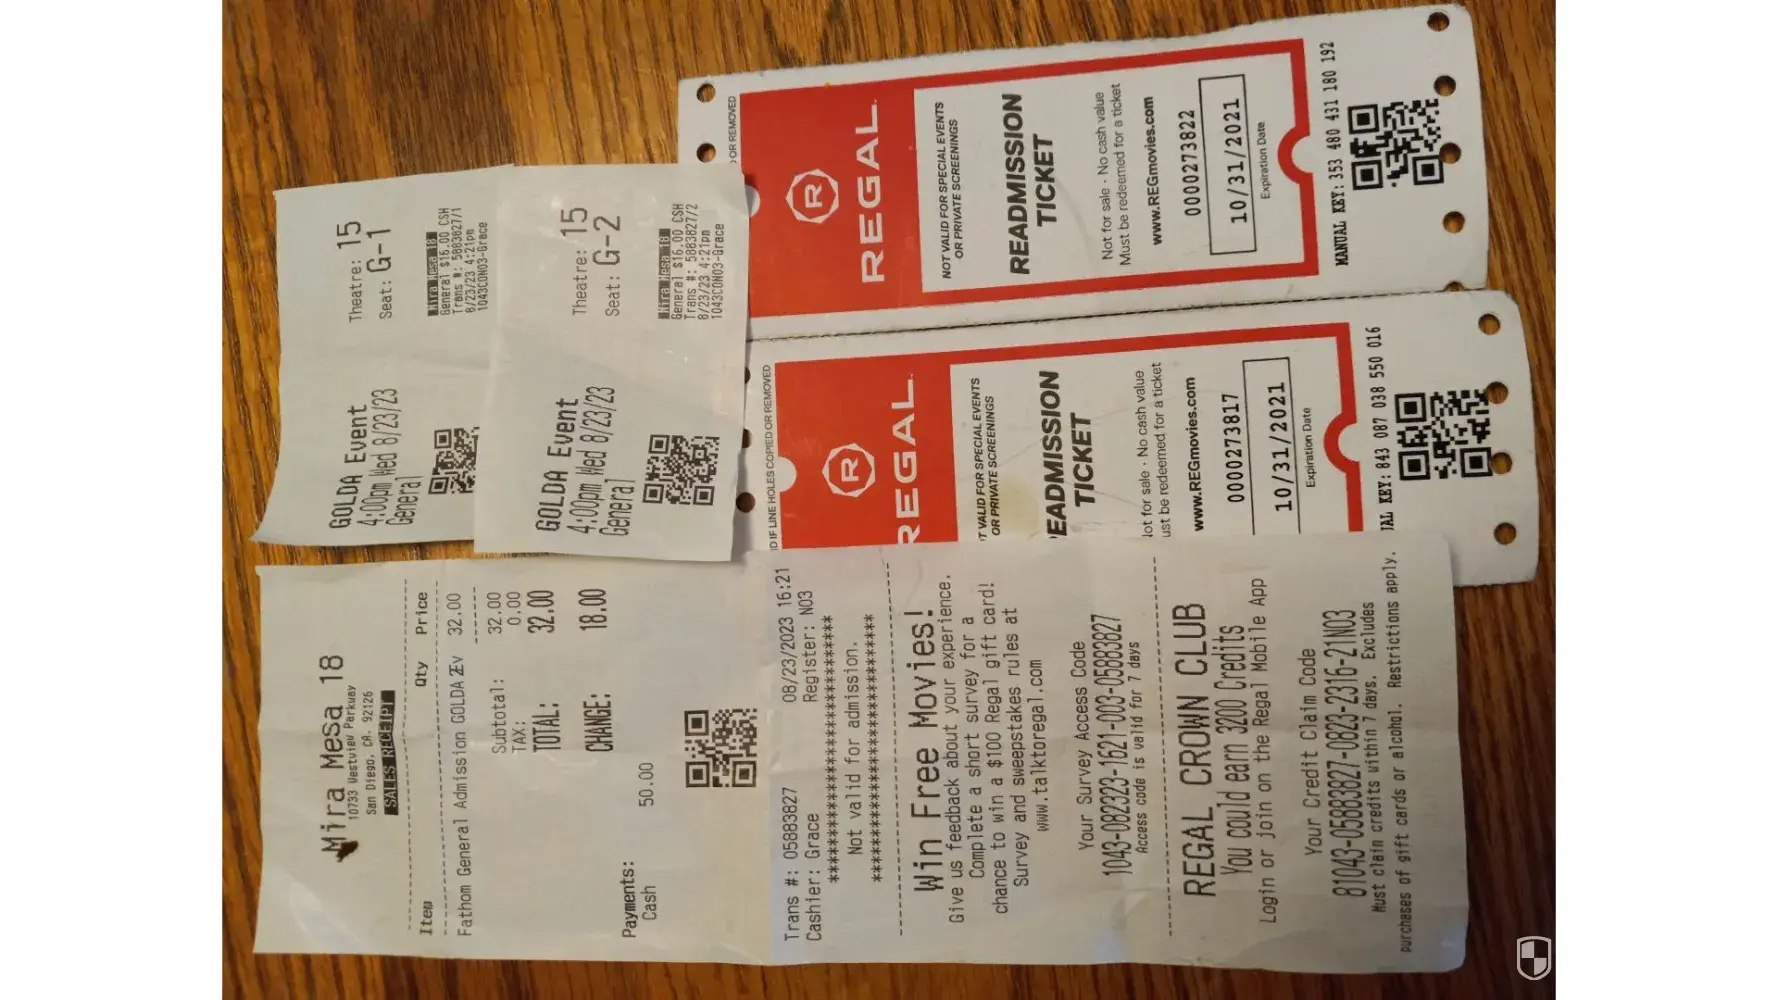 Theatre: 15
Seat: G-1
Mira Mesa 18
General $16.00 CSH
Trans #: 5883827/1
8/23/23 4:21pm
1043CON03-Grace
GOLDA Event
4:00pm Wed 8/23/23
General
Theatre: 15
Seat: G-2
Mira Mesa 18
General $16.00 CSH
Trans #: 5883827/2
8/23/23 4:21pm
1043CON03-Grace
GOLDA Event
4:00pm Wed 8/23/23
General
OR REMOVED
R
REGAL
NOT VALID FOR SPECIAL EVENTS
OR PRIVATE SCREENINGS
READMISSION
TICKET
Not for sale · No cash value
Must be redeemed for a ticket
www.REGmovies.com
0000273822
10/31/2021
Expiration Date
MANUAL KEY: 353 480 431 180 192
ID IF LINE HOLES COPIED OR REMOVED
R
REGAL
T VALID FOR SPECIAL EVENTS
OR PRIVATE SCREENINGS
EADMISSION
TICKET
ot for sale · No cash value
ust be redeemed for a ticket
www.REGmovies.com
0000273817
10/31/2021
Expiration Date
UAL KEY: 843 087 038 550 016
Mira Mesa 18
10733 Westview Parkway
San Diego, CA. 92126
SALES RECEIPT
Item Qty Price
Fathom General Admission GOLDA Ev 32.00
Subtotal: 32.00
TAX: 0.00
TOTAL: 32.00
CHANGE: 18.00
Payments:
Cash 50.00
Trans #: 05883827 08/23/2023 16:21
Cashier: Grace Register: N03
******************************
Not valid for admission.
******************************
Win Free Movies!
Give us feedback about your experience.
Complete a short survey for a
chance to win a $100 Regal gift card!
Survey and sweepstakes rules at
www.talktoregal.com
Your Survey Access Code
1043-082323-1621-003-05883827
Access code is valid for 7 days
REGAL CROWN CLUB
You could earn 3200 Credits
Login or join on the Regal Mobile App
Your Credit Claim Code
81043-05883827-0823-2316-21N03
Must claim credits within 7 days. Excludes
purchases of gift cards or alcohol. Restrictions apply.